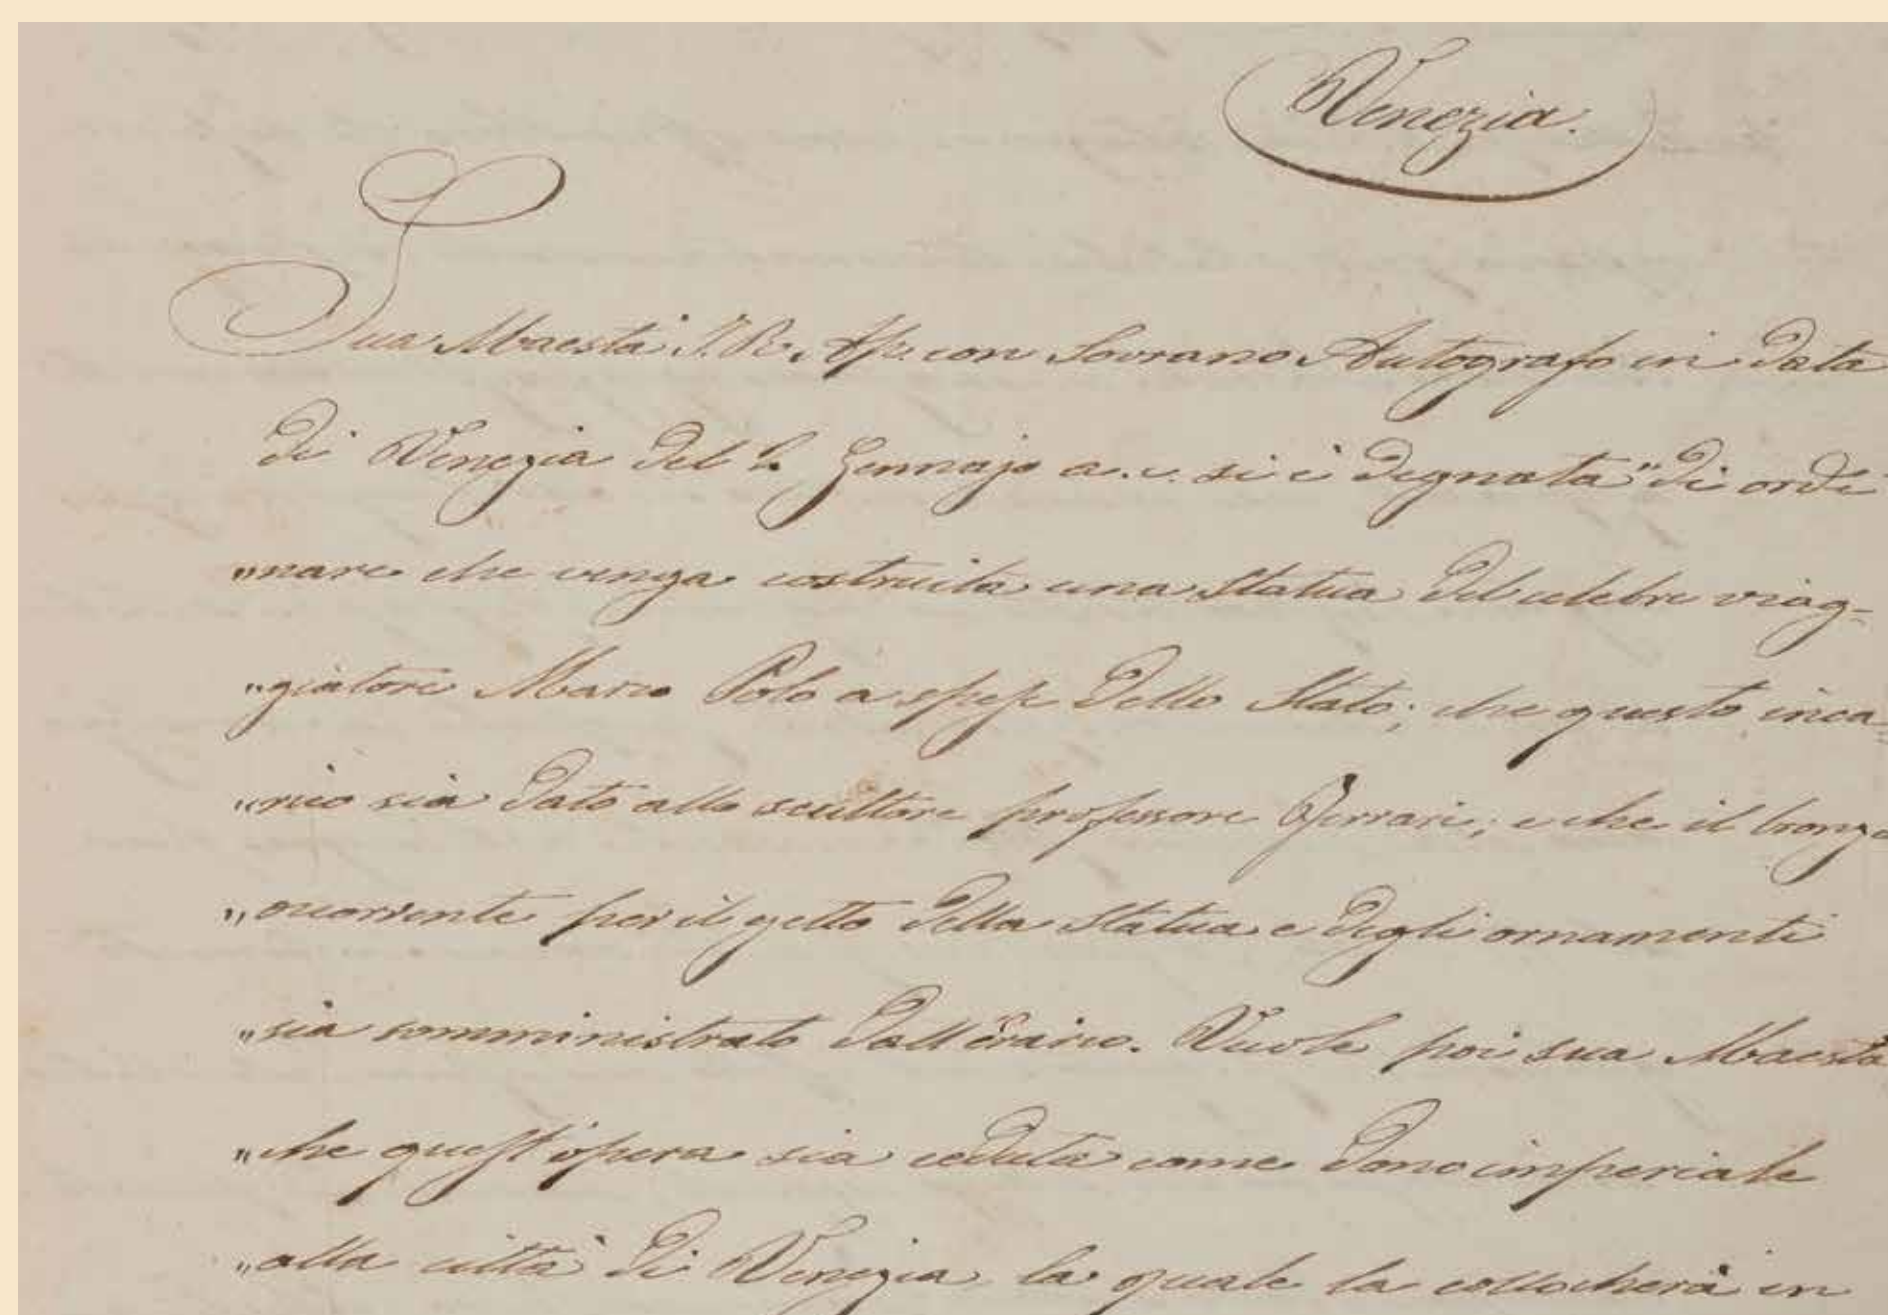 Venezia.
Sua Maestà I. R. Ap. con Sovrano Autografo in data
di Venezia del Gennajo a. c. si è degnata "di ordi
"nare che venga costruita una statua del celebre viag=
"giatore Marco Polo a spese dello Stato; che questo inca=
"rico sia dato allo scultore professore Ferrari; e che il bronzo
"occorrente per il getto della statua e degli ornamenti
"sia somministrato dall'erario. Vuole poi sua Maestà
"che quest'opera sia ceduta come dono imperiale
"alla città di Venezia la quale la collocherà in